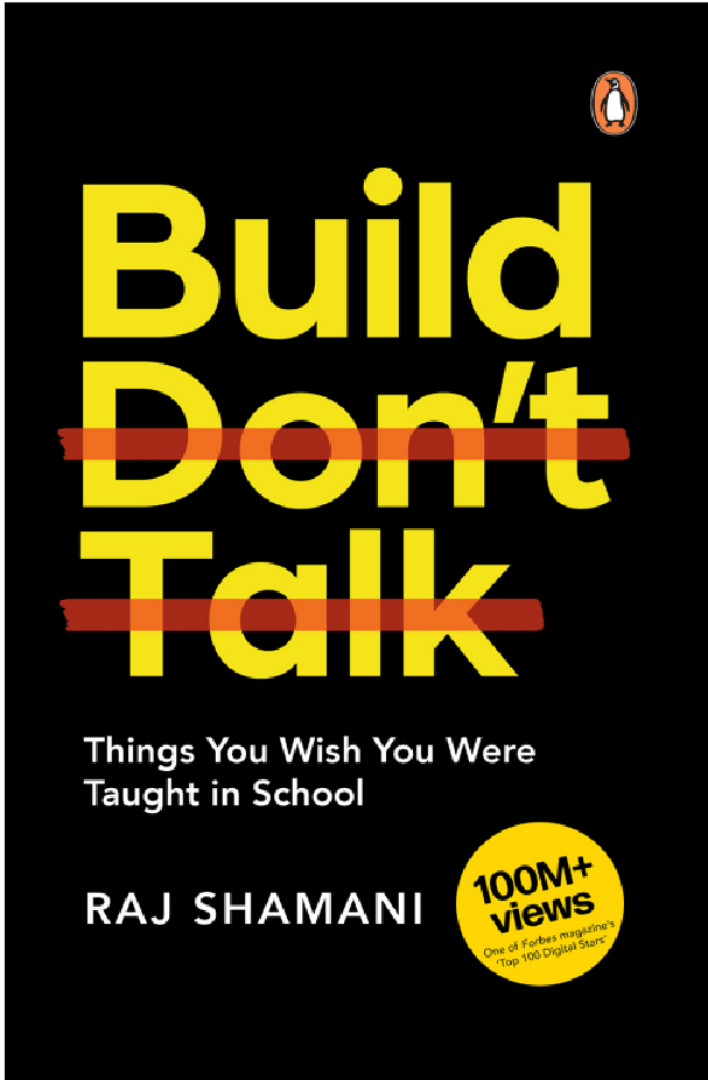 Build
Don't
Talk
Things You Wish You Were
Taught in School
RAJ SHAMANI
100M+
views
One of Forbes magazine's
'Top 100 Digital Stars'